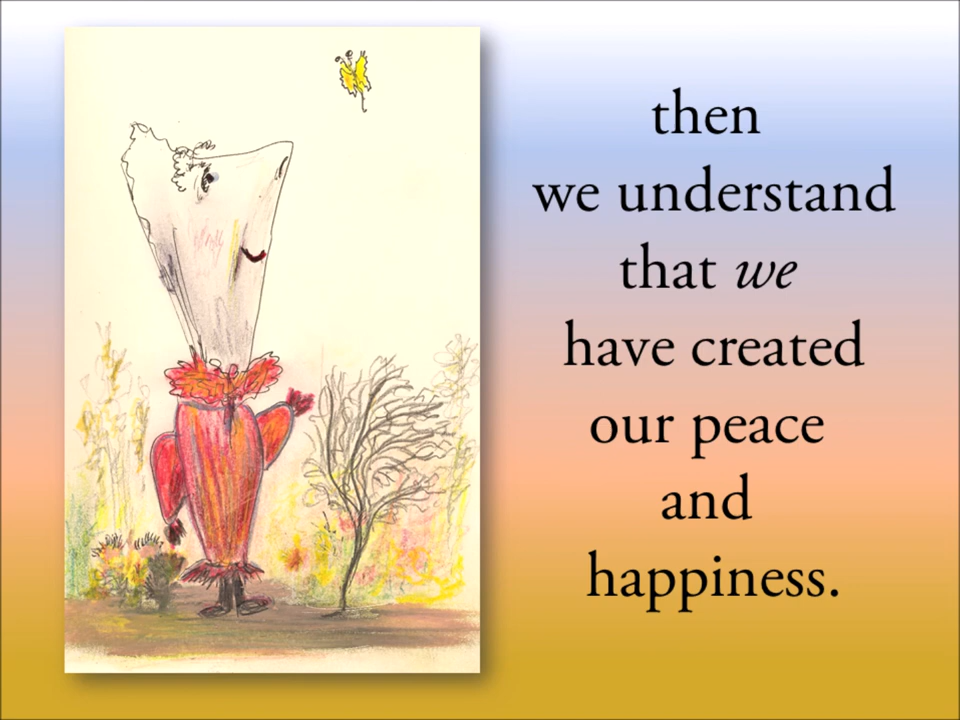 then
we understand
that we
have created
our peace
and
happiness.